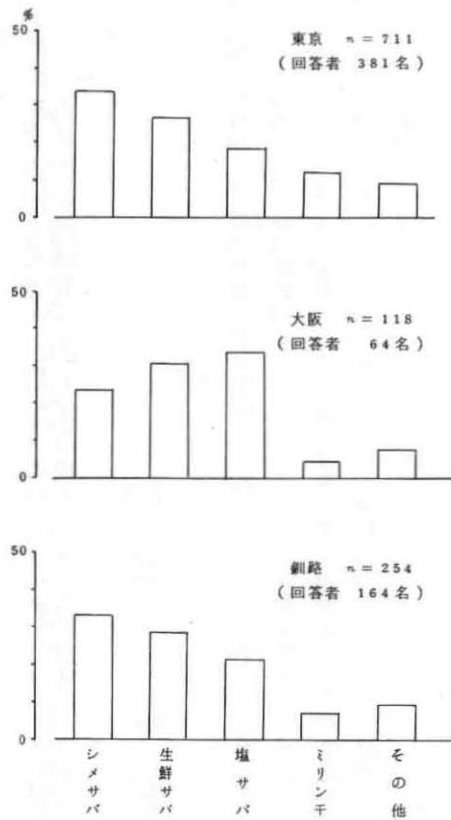 %
50
東京 n = 711
( 回答者 381名 )
0
50
大阪 n = 118
( 回答者 64名 )
0
50
釧路 n = 254
( 回答者 164名 )
0
シメサバ
生鮮サバ
塩サバ
ミリン干
その他